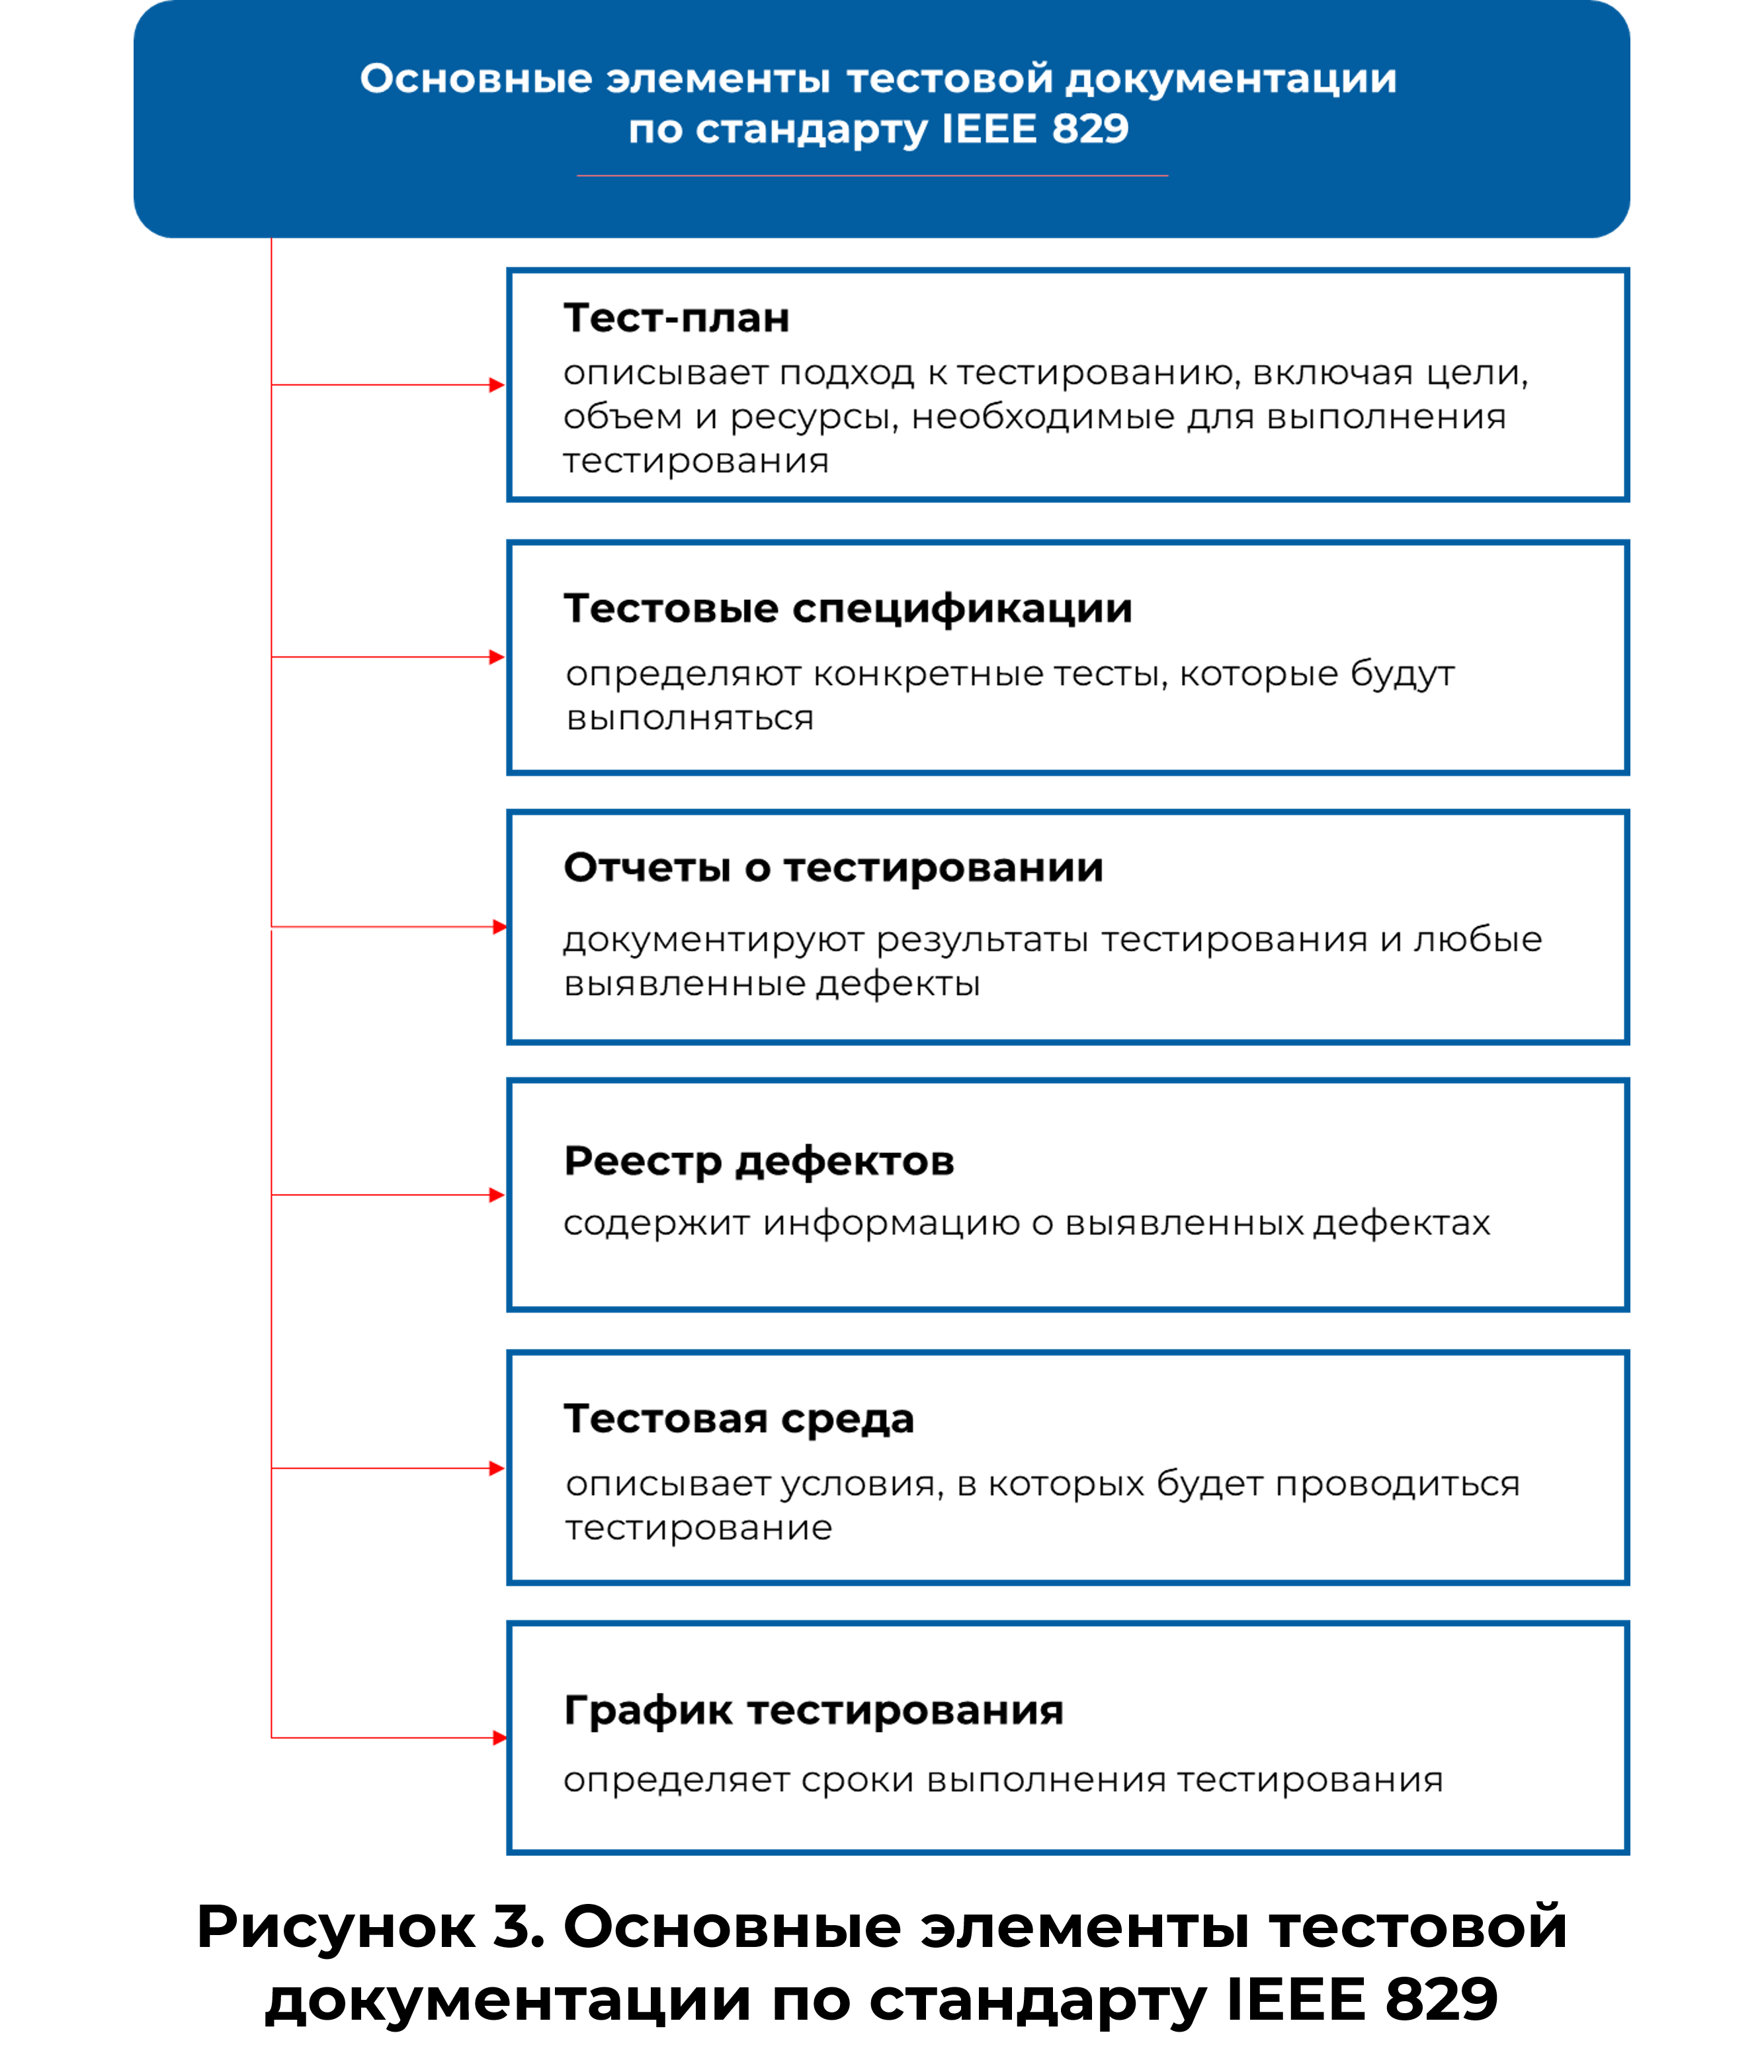 Основные элементы тестовой документации
по стандарту IEEE 829
Тест-план
описывает подход к тестированию, включая цели,
объем и ресурсы, необходимые для выполнения
тестирования
Тестовые спецификации
определяют конкретные тесты, которые будут
выполняться
Отчеты о тестировании
документируют результаты тестирования и любые
выявленные дефекты
Реестр дефектов
содержит информацию о выявленных дефектах
Тестовая среда
описывает условия, в которых будет проводиться
тестирование
График тестирования
определяет сроки выполнения тестирования
Рисунок 3. Основные элементы тестовой
документации по стандарту IEEE 829